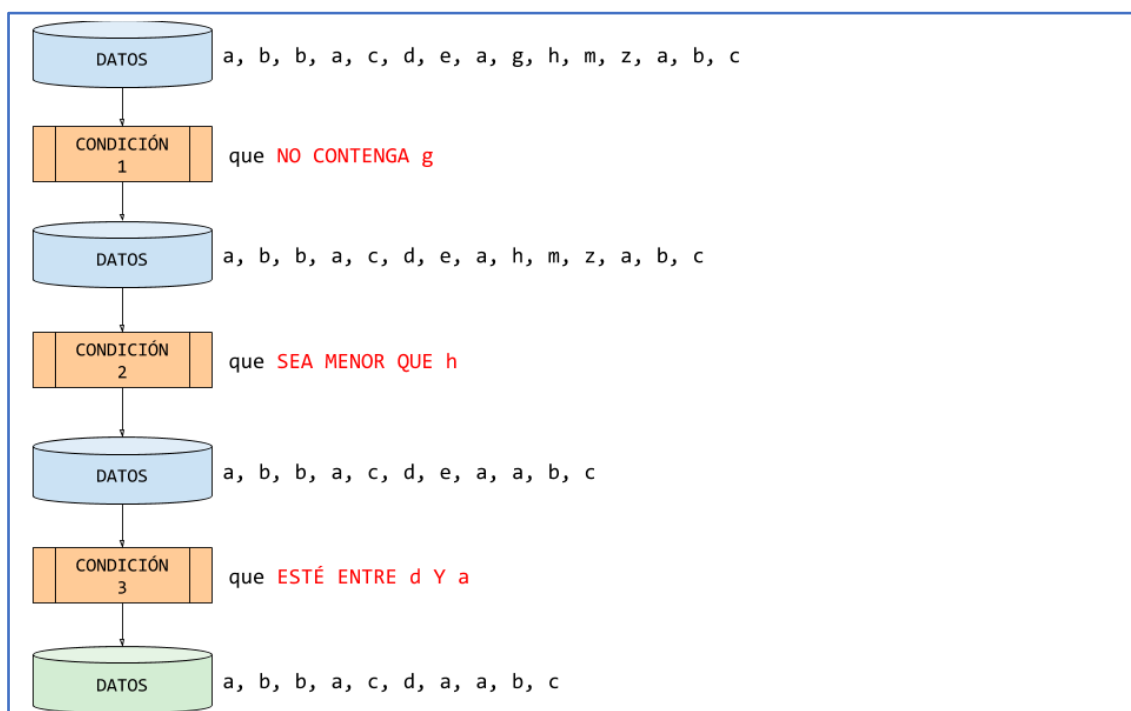 DATOS a, b, b, a, c, d, e, a, g, h, m, z, a, b, c
CONDICIÓN
1
que NO CONTENGA g
DATOS a, b, b, a, c, d, e, a, h, m, z, a, b, c
CONDICIÓN
2
que SEA MENOR QUE h
DATOS a, b, b, a, c, d, e, a, a, b, c
CONDICIÓN
3
que ESTÉ ENTRE d Y a
DATOS a, b, b, a, c, d, a, a, b, c